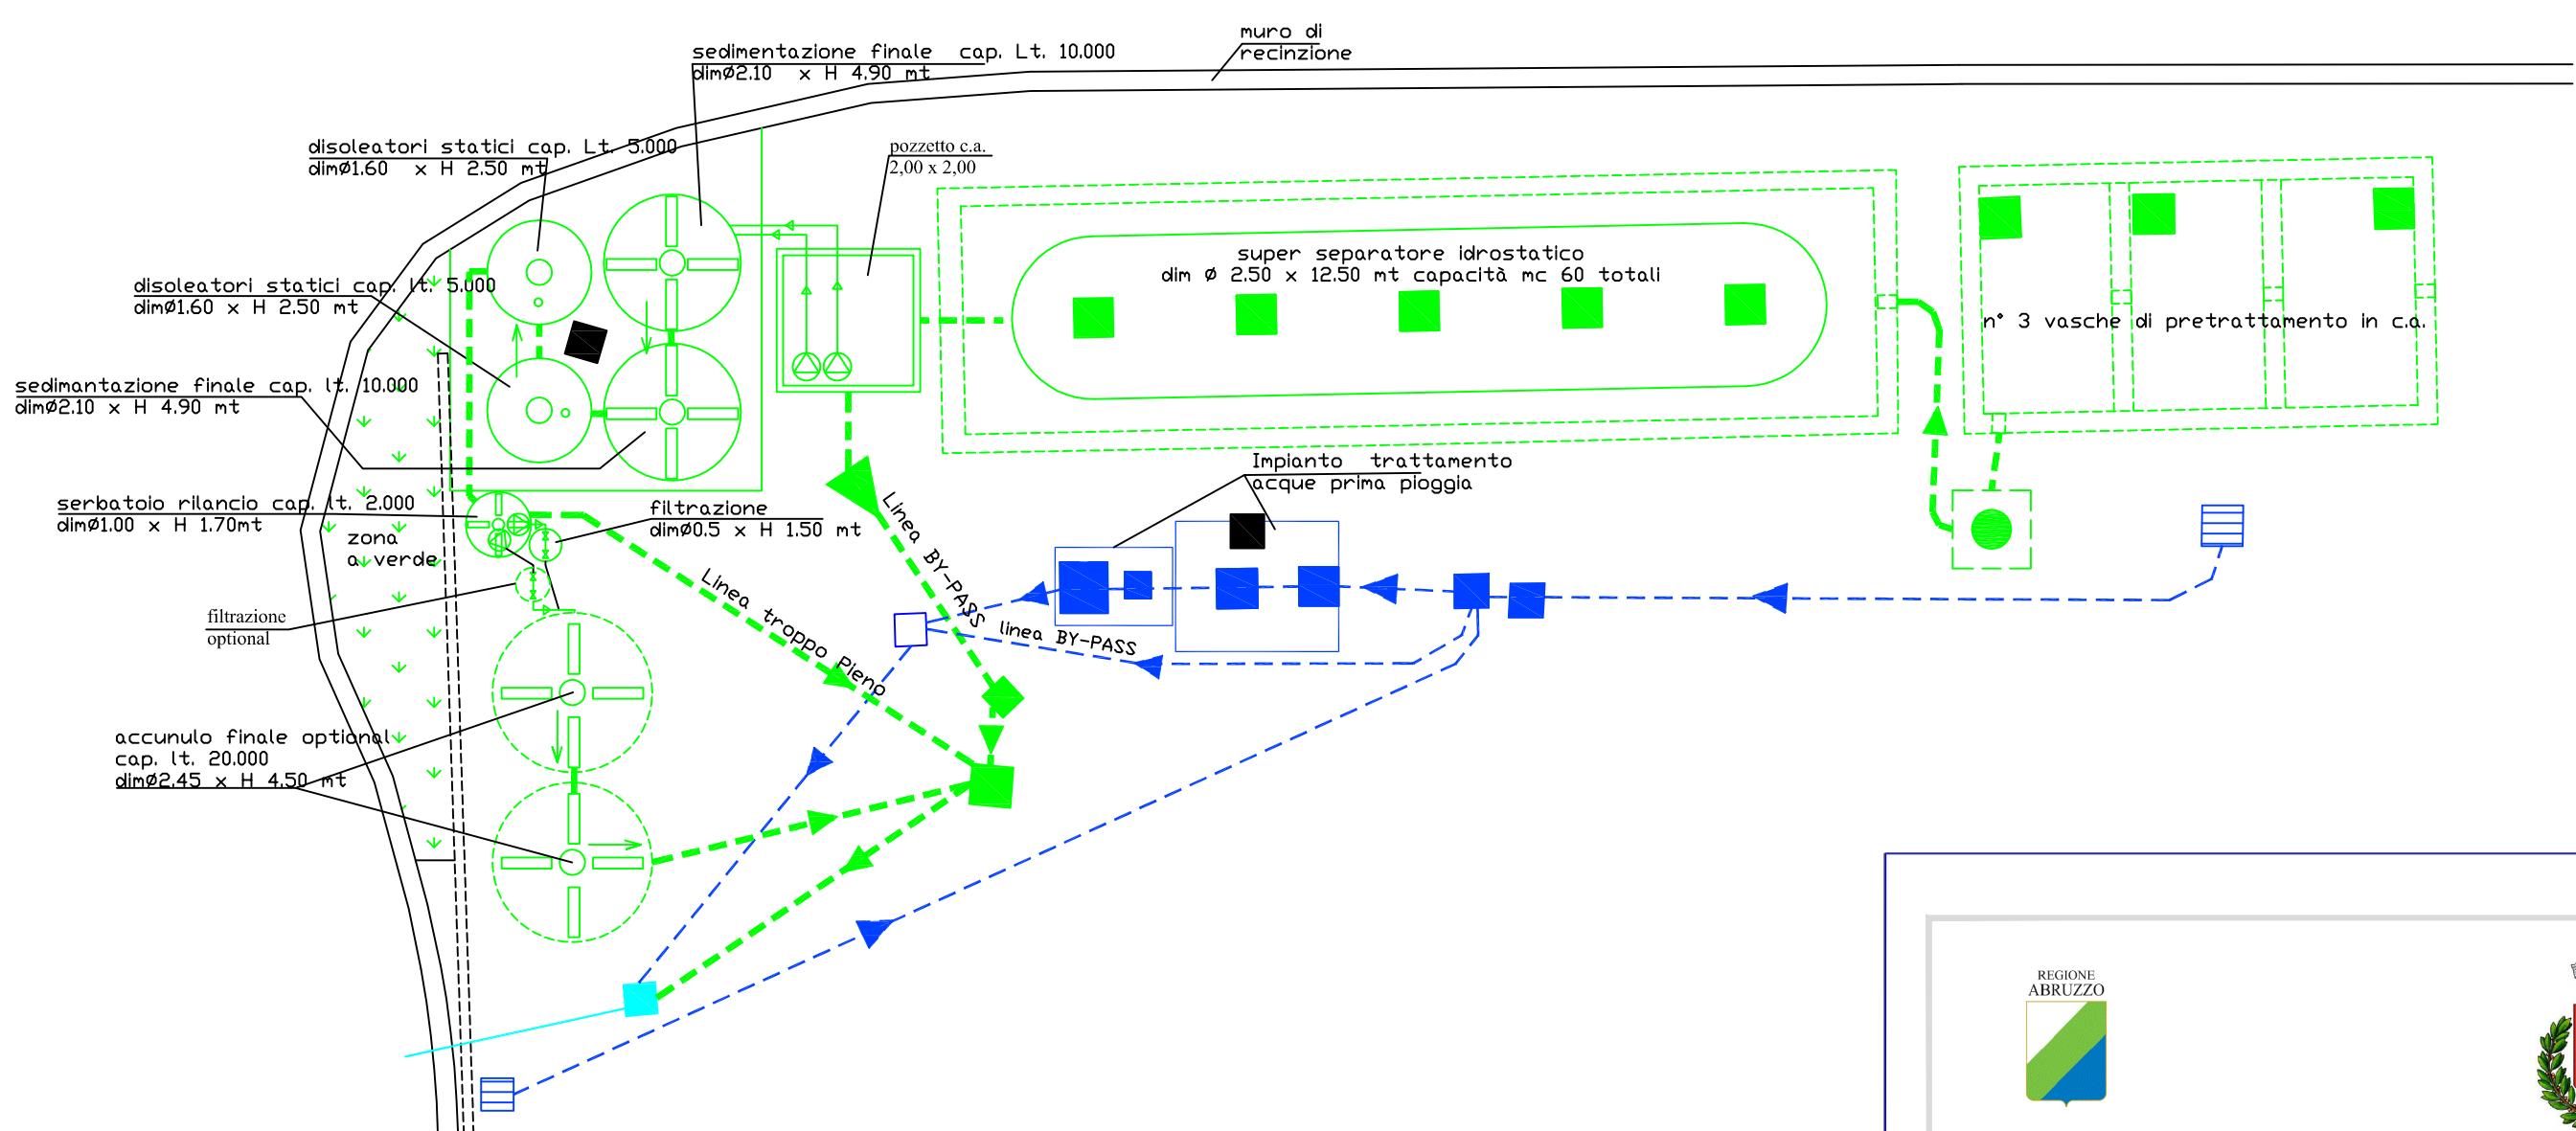 muro di
recinzione
sedimentazione finale cap. Lt. 10.000
dimØ2.10 x H 4.90 mt
disoleatori statici cap. Lt. 5.000
dimØ1.60 x H 2.50 mt
pozzetto c.a.
2,00 x 2,00
super separatore idrostatico
dim Ø 2.50 x 12.50 mt capacità mc 60 totali
disoleatori statici cap. lt. 5.000
dimØ1.60 x H 2.50 mt
n° 3 vasche di pretrattamento in c.a.
sedimantazione finale cap. lt. 10.000
dimØ2.10 x H 4.90 mt
Impianto trattamento
acque prima pioggia
serbatoio rilancio cap. lt. 2.000
dimØ1.00 x H 1.70mt
filtrazione
dimØ0.5 x H 1.50 mt
zona
a verde
Linea BY-PASS
Linea troppo Pieno
linea BY-PASS
filtrazione
optional
accunulo finale optional
cap. lt. 20.000
dimØ2.45 x H 4.50 mt
REGIONE
ABRUZZO